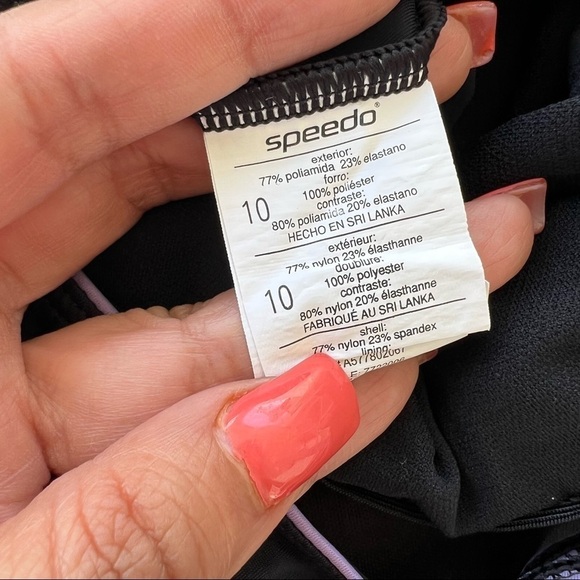 speedo®
exterior:
77% poliamida 23% elastano
forro:
10
100% poliéster
contraste:
80% poliamida 20% elastano
HECHO EN SRI LANKA
extérieur:
77% nylon 23% élasthanne
doublure:
10
100% polyester
contraste:
80% nylon 20% élasthanne
FABRIQUÉ AU SRI LANKA
shell:
77% nylon 23% spandex
lining: